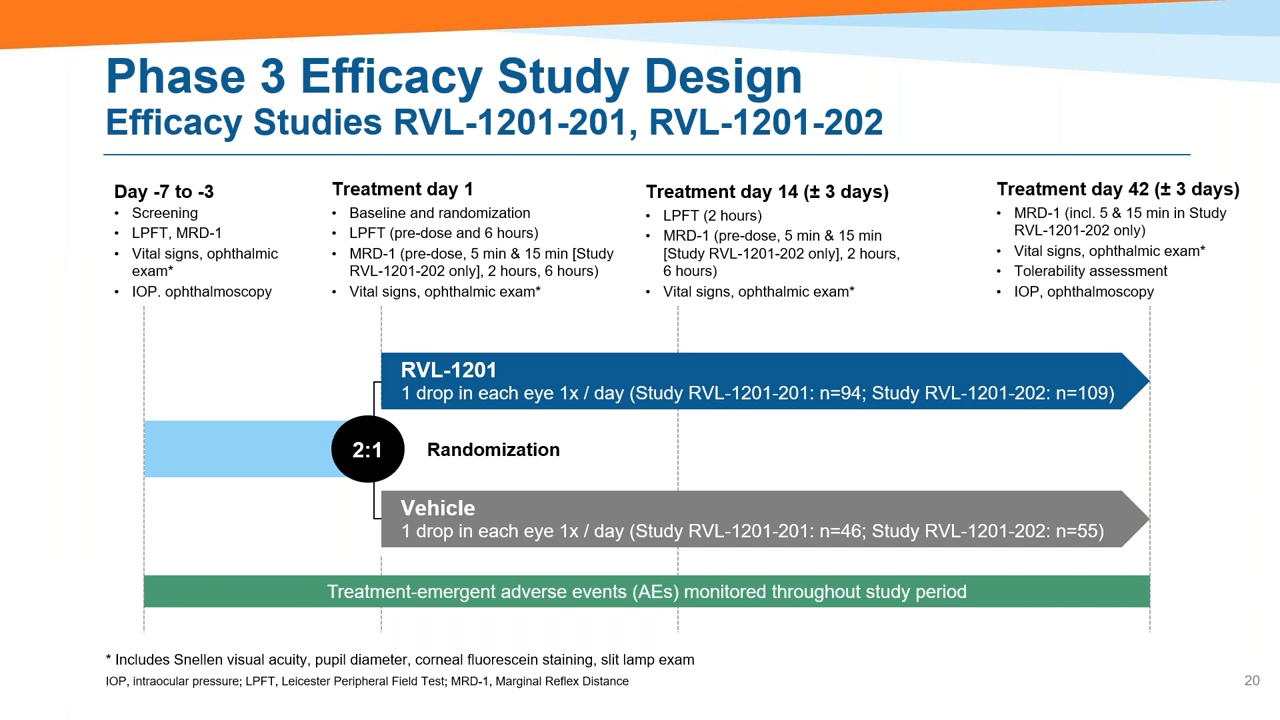 Phase 3 Efficacy Study Design
Efficacy Studies RVL-1201-201, RVL-1201-202
Day -7 to -3
• Screening
• LPFT, MRD-1
• Vital signs, ophthalmic
exam*
• IOP. ophthalmoscopy
Treatment day 1
• Baseline and randomization
• LPFT (pre-dose and 6 hours)
• MRD-1 (pre-dose, 5 min & 15 min [Study
RVL-1201-202 only], 2 hours, 6 hours)
• Vital signs, ophthalmic exam*
Treatment day 14 (± 3 days)
• LPFT (2 hours)
• MRD-1 (pre-dose, 5 min & 15 min
[Study RVL-1201-202 only], 2 hours,
6 hours)
• Vital signs, ophthalmic exam*
Treatment day 42 (± 3 days)
• MRD-1 (incl. 5 & 15 min in Study
RVL-1201-202 only)
• Vital signs, ophthalmic exam*
• Tolerability assessment
• IOP, ophthalmoscopy
RVL-1201
1 drop in each eye 1x / day (Study RVL-1201-201: n=94; Study RVL-1201-202: n=109)
2:1
Randomization
Vehicle
1 drop in each eye 1x / day (Study RVL-1201-201: n=46; Study RVL-1201-202: n=55)
Treatment-emergent adverse events (AEs) monitored throughout study period
* Includes Snellen visual acuity, pupil diameter, corneal fluorescein staining, slit lamp exam
IOP, intraocular pressure; LPFT, Leicester Peripheral Field Test; MRD-1, Marginal Reflex Distance
20